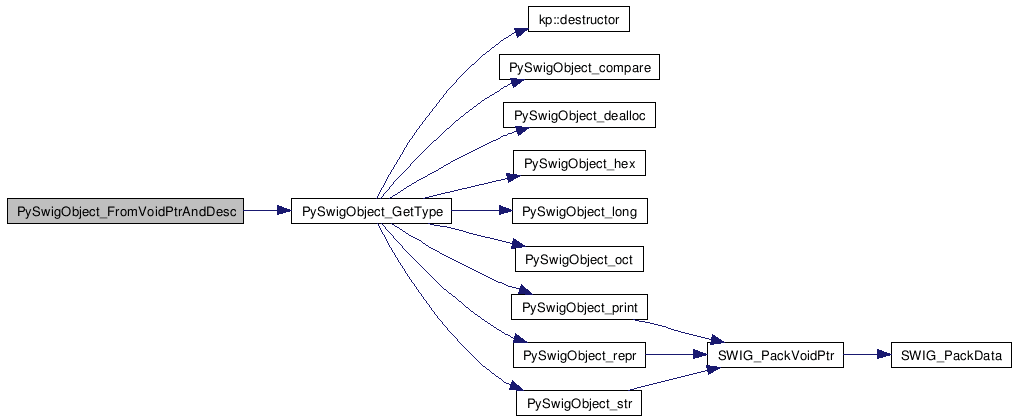 kp::destructor
PySwigObject_compare
PySwigObject_dealloc
PySwigObject_hex
PySwigObject_FromVoidPtrAndDesc
PySwigObject_GetType
PySwigObject_long
PySwigObject_oct
PySwigObject_print
PySwigObject_repr
SWIG_PackVoidPtr
SWIG_PackData
PySwigObject_str